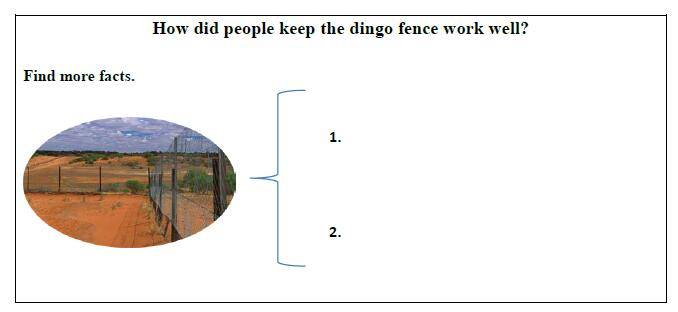 How did people keep the dingo fence work well?
Find more facts.
1.
2.